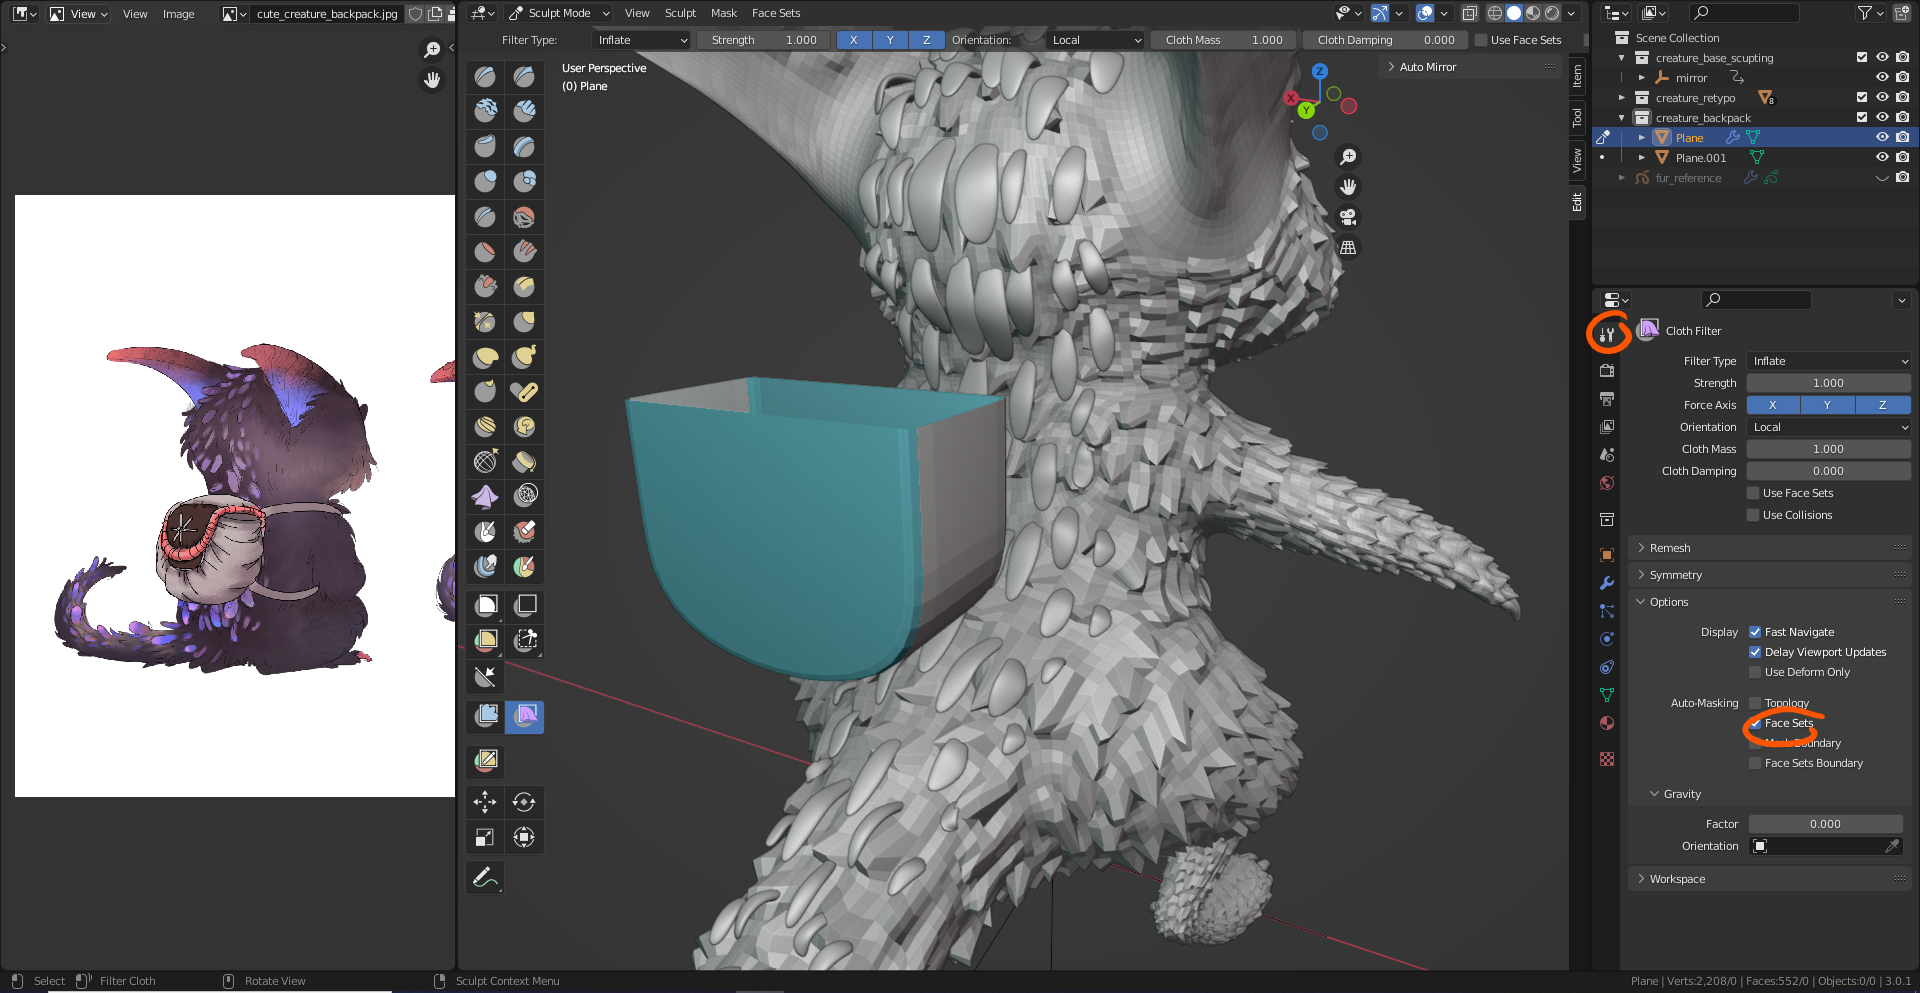 View
View
Image
cute_creature_backpack.jpg
Sculpt Mode
View
Sculpt
Mask
Face Sets
Filter Type:
Inflate
Strength
1.000
X
Y
Z
Orientation:
Local
Cloth Mass
1.000
Cloth Damping
0.000
Use Face Sets
User Perspective
(0) Plane
Auto Mirror
Z
X
Y
Item
Tool
View
Edit
Scene Collection
creature_base_scupting
mirror
creature_retypo
8
creature_backpack
Plane
Plane.001
fur_reference
Cloth Filter
Filter Type
Inflate
Strength
1.000
Force Axis
X
Y
Z
Orientation
Local
Cloth Mass
1.000
Cloth Damping
0.000
Use Face Sets
Use Collisions
Remesh
Symmetry
Options
Display
Fast Navigate
Delay Viewport Updates
Use Deform Only
Auto-Masking
Topology
Face Sets
Mesh Boundary
Face Sets Boundary
Gravity
Factor
0.000
Orientation
Workspace
Select
Filter Cloth
Rotate View
Sculpt Context Menu
Plane | Verts:2,208/0 | Faces:552/0 | Objects:0/0 | 3.0.1